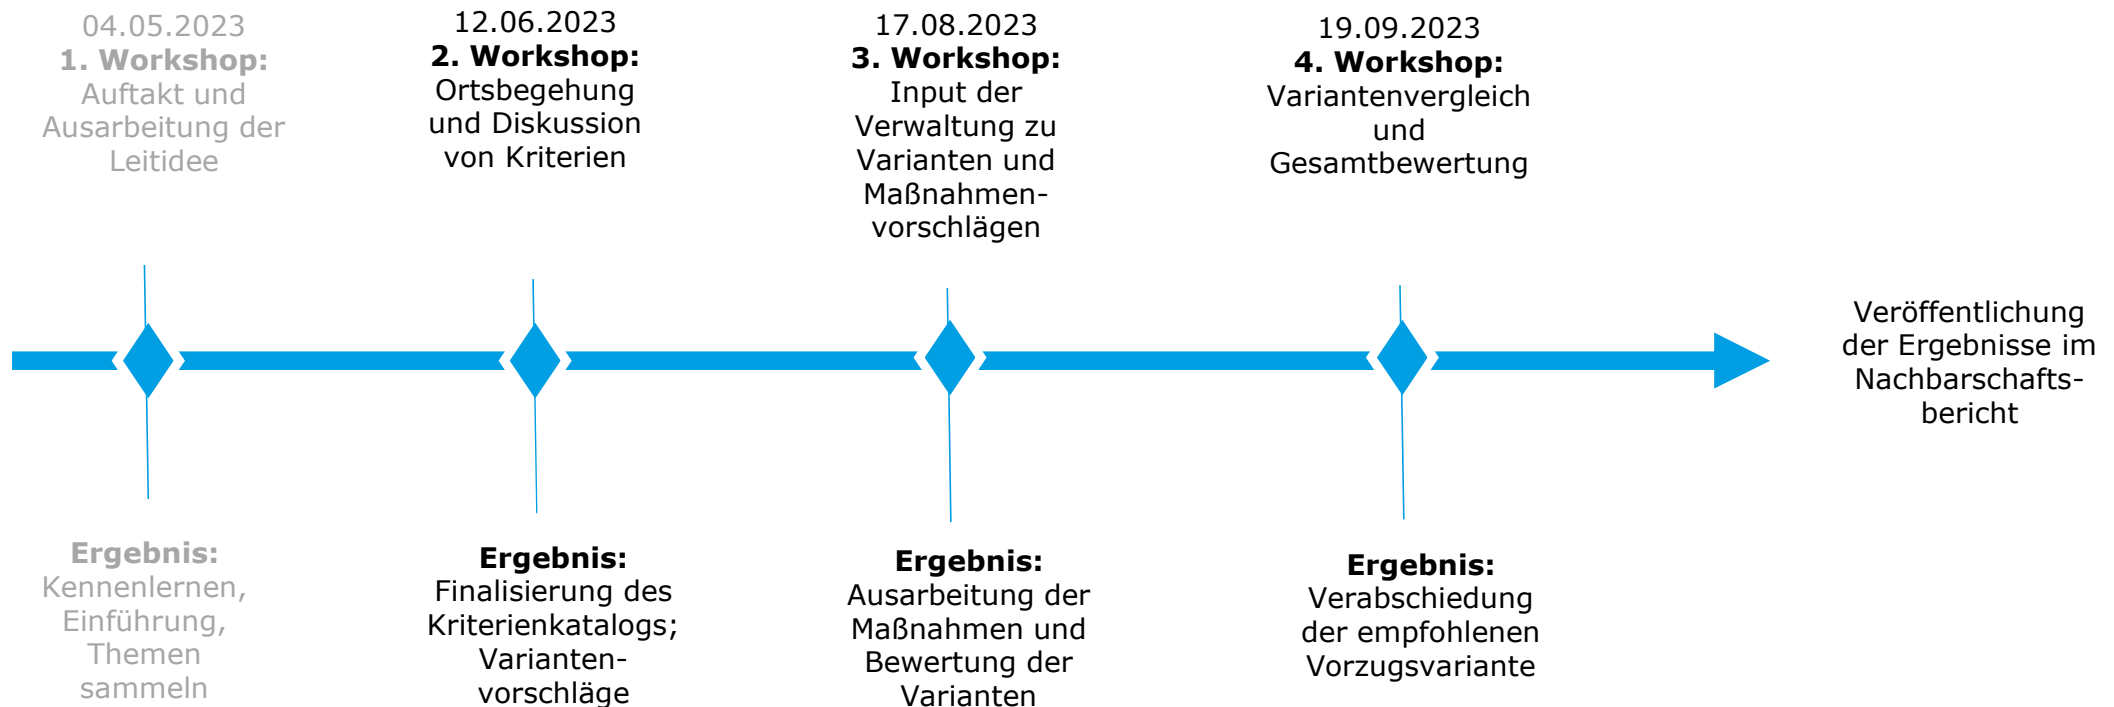 04.05.2023
1. Workshop:
Auftakt und
Ausarbeitung der
Leitidee
12.06.2023
2. Workshop:
Ortsbegehung
und Diskussion
von Kriterien
17.08.2023
3. Workshop:
Input der
Verwaltung zu
Varianten und
Maßnahmen-
vorschlägen
19.09.2023
4. Workshop:
Variantenvergleich
und
Gesamtbewertung
Veröffentlichung
der Ergebnisse im
Nachbarschafts-
bericht
Ergebnis:
Kennenlernen,
Einführung,
Themen
sammeln
Ergebnis:
Finalisierung des
Kriterienkatalogs;
Varianten-
vorschläge
Ergebnis:
Ausarbeitung der
Maßnahmen und
Bewertung der
Varianten
Ergebnis:
Verabschiedung
der empfohlenen
Vorzugsvariante